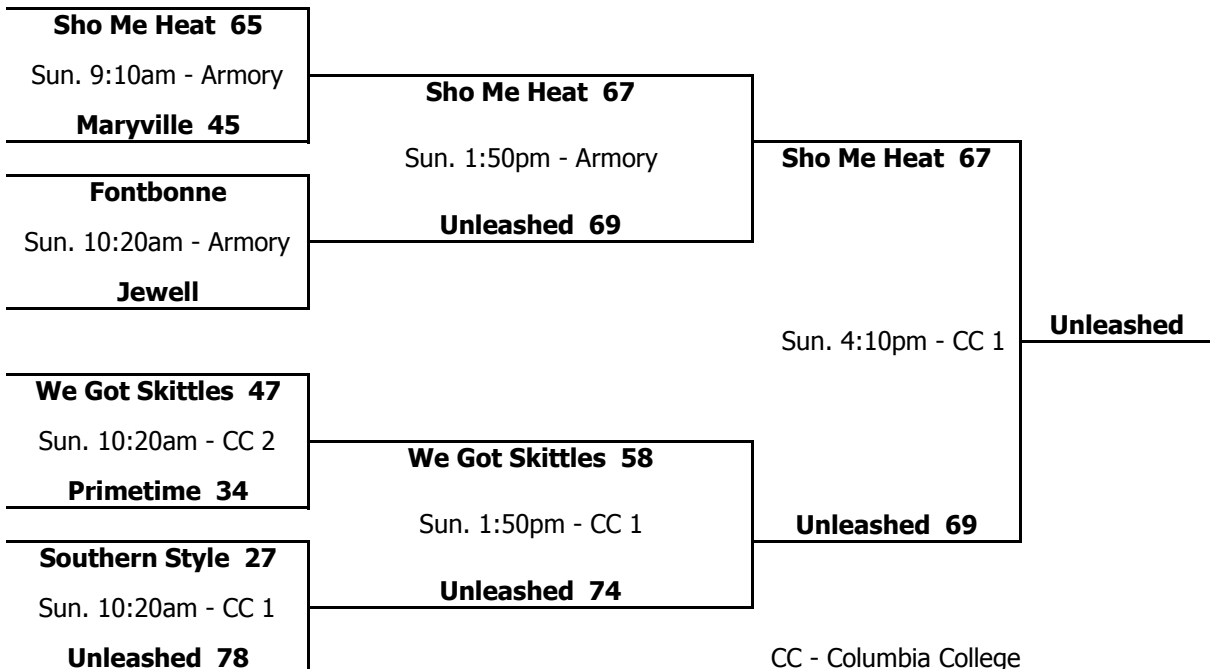 Sho Me Heat 65
Sun. 9:10am - Armory
Maryville 45
Fontbonne
Sun. 10:20am - Armory
Jewell
We Got Skittles 47
Sun. 10:20am - CC 2
Primetime 34
Southern Style 27
Sun. 10:20am - CC 1
Unleashed 78
Sho Me Heat 67
Sun. 1:50pm - Armory
Unleashed 69
We Got Skittles 58
Sun. 1:50pm - CC 1
Unleashed 74
Sho Me Heat 67
Sun. 4:10pm - CC 1
Unleashed 69
Unleashed
CC - Columbia College